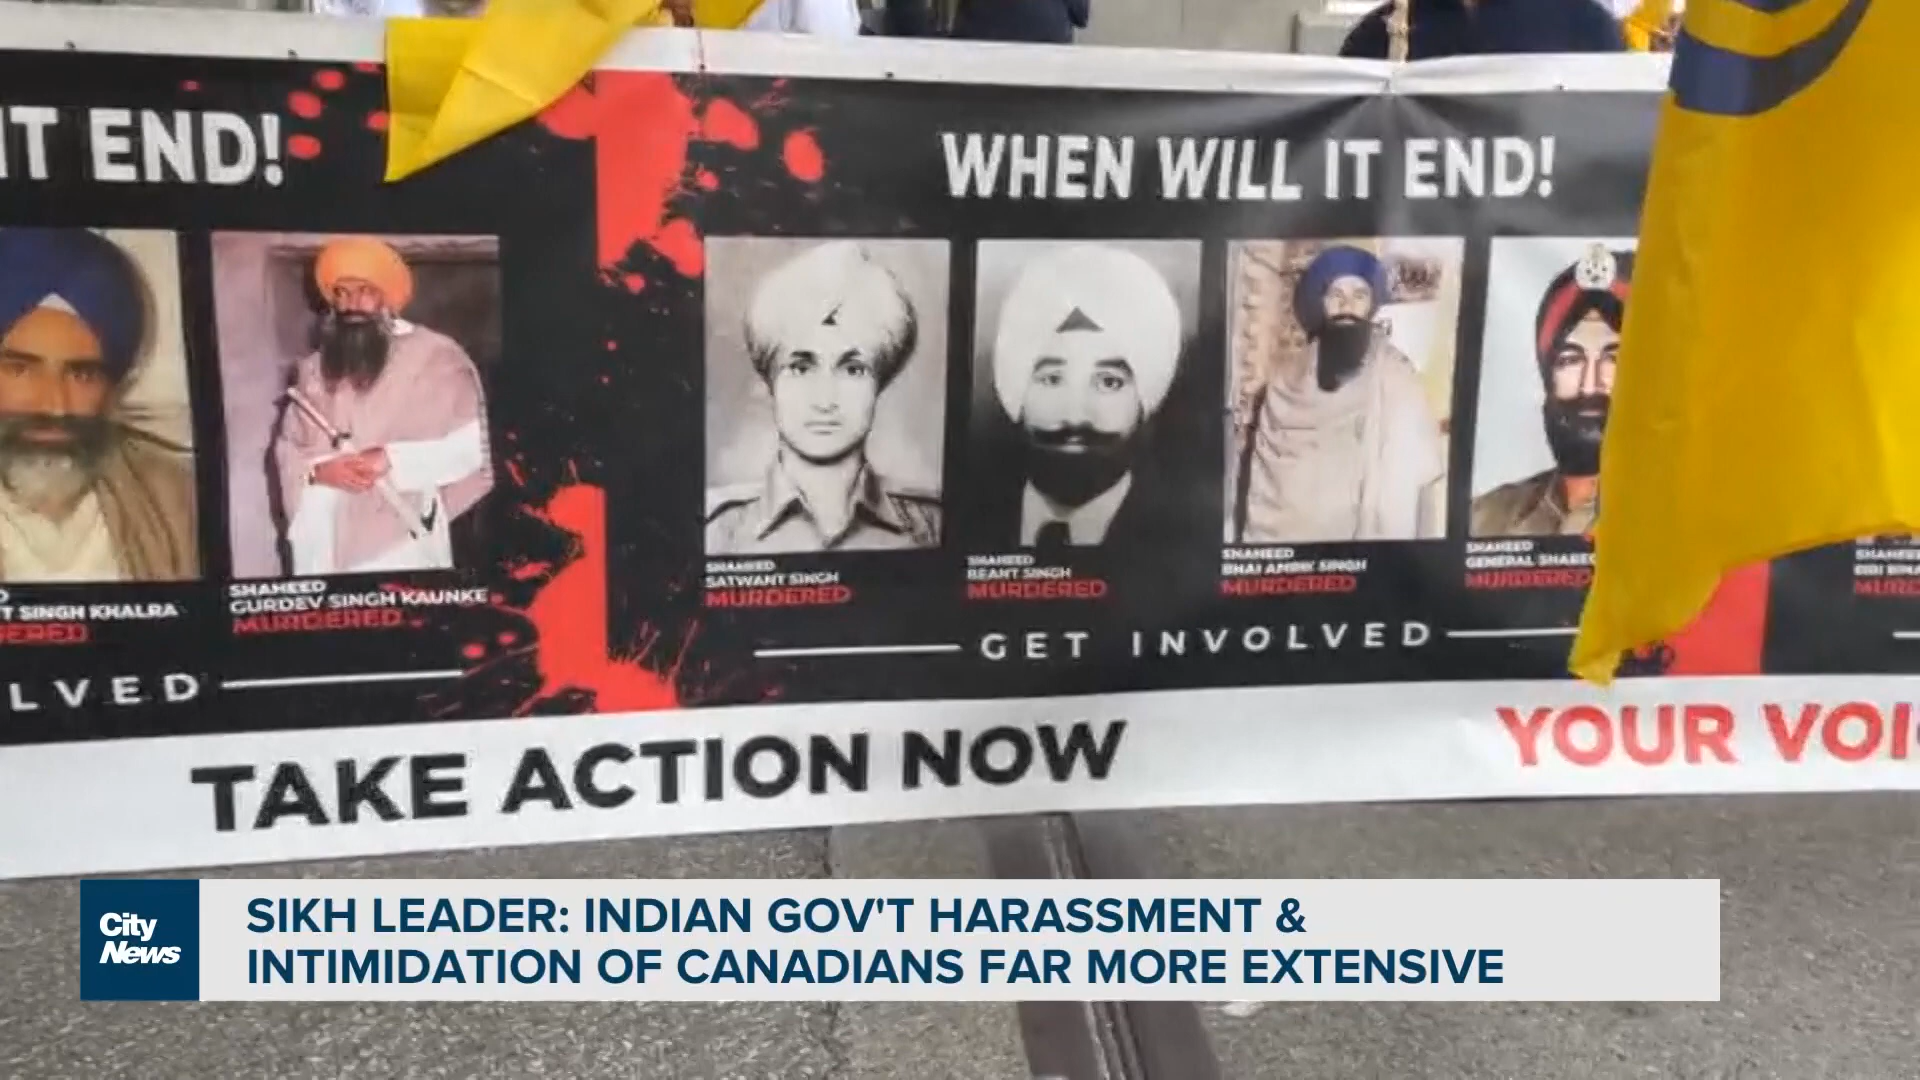 IT END!
WHEN WILL IT END!
T SINGH KHALRA
SHAHEED
GURDEV SINGH KAUNKE
MURDERED
SHAHEED
SATWANT SINGH
MURDERED
SHAHEED
BEANT SINGH
MURDERED
SHAHEED
BHAI AMRIK SINGH
MURDERED
SHAHEED
GENERAL
MURDERED
GET INVOLVED
LVED
TAKE ACTION NOW
YOUR
City
News
SIKH LEADER: INDIAN GOV'T HARASSMENT &
INTIMIDATION OF CANADIANS FAR MORE EXTENSIVE